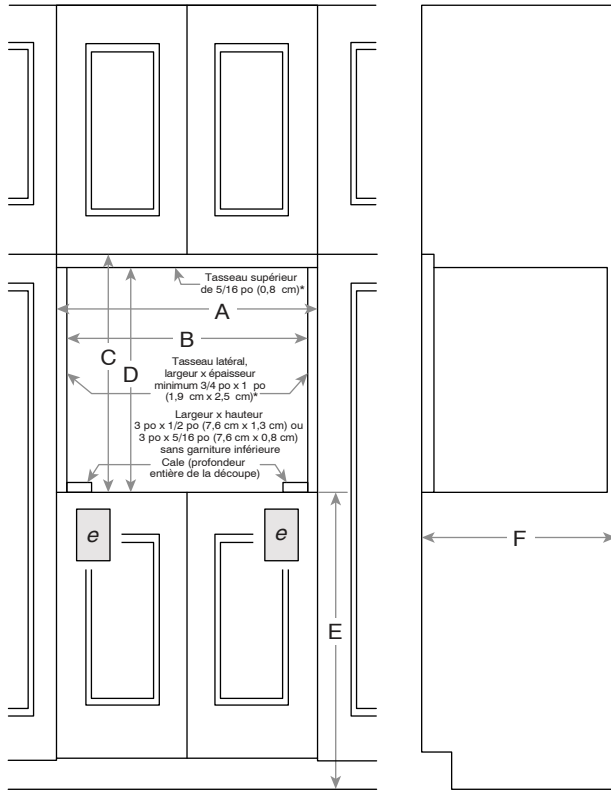 Tasseau supérieur
de 5/16 po (0,8 cm)*
A
B
C
D
Tasseau latéral,
largeur x épaisseur
minimum 3/4 po x 1 po
(1,9 cm x 2,5 cm)*
Largeur x hauteur
3 po x 1/2 po (7,6 cm x 1,3 cm) ou
3 po x 5/16 po (7,6 cm x 0,8 cm)
sans garniture inférieure
Cale (profondeur
entière de la découpe)
e
e
F
E